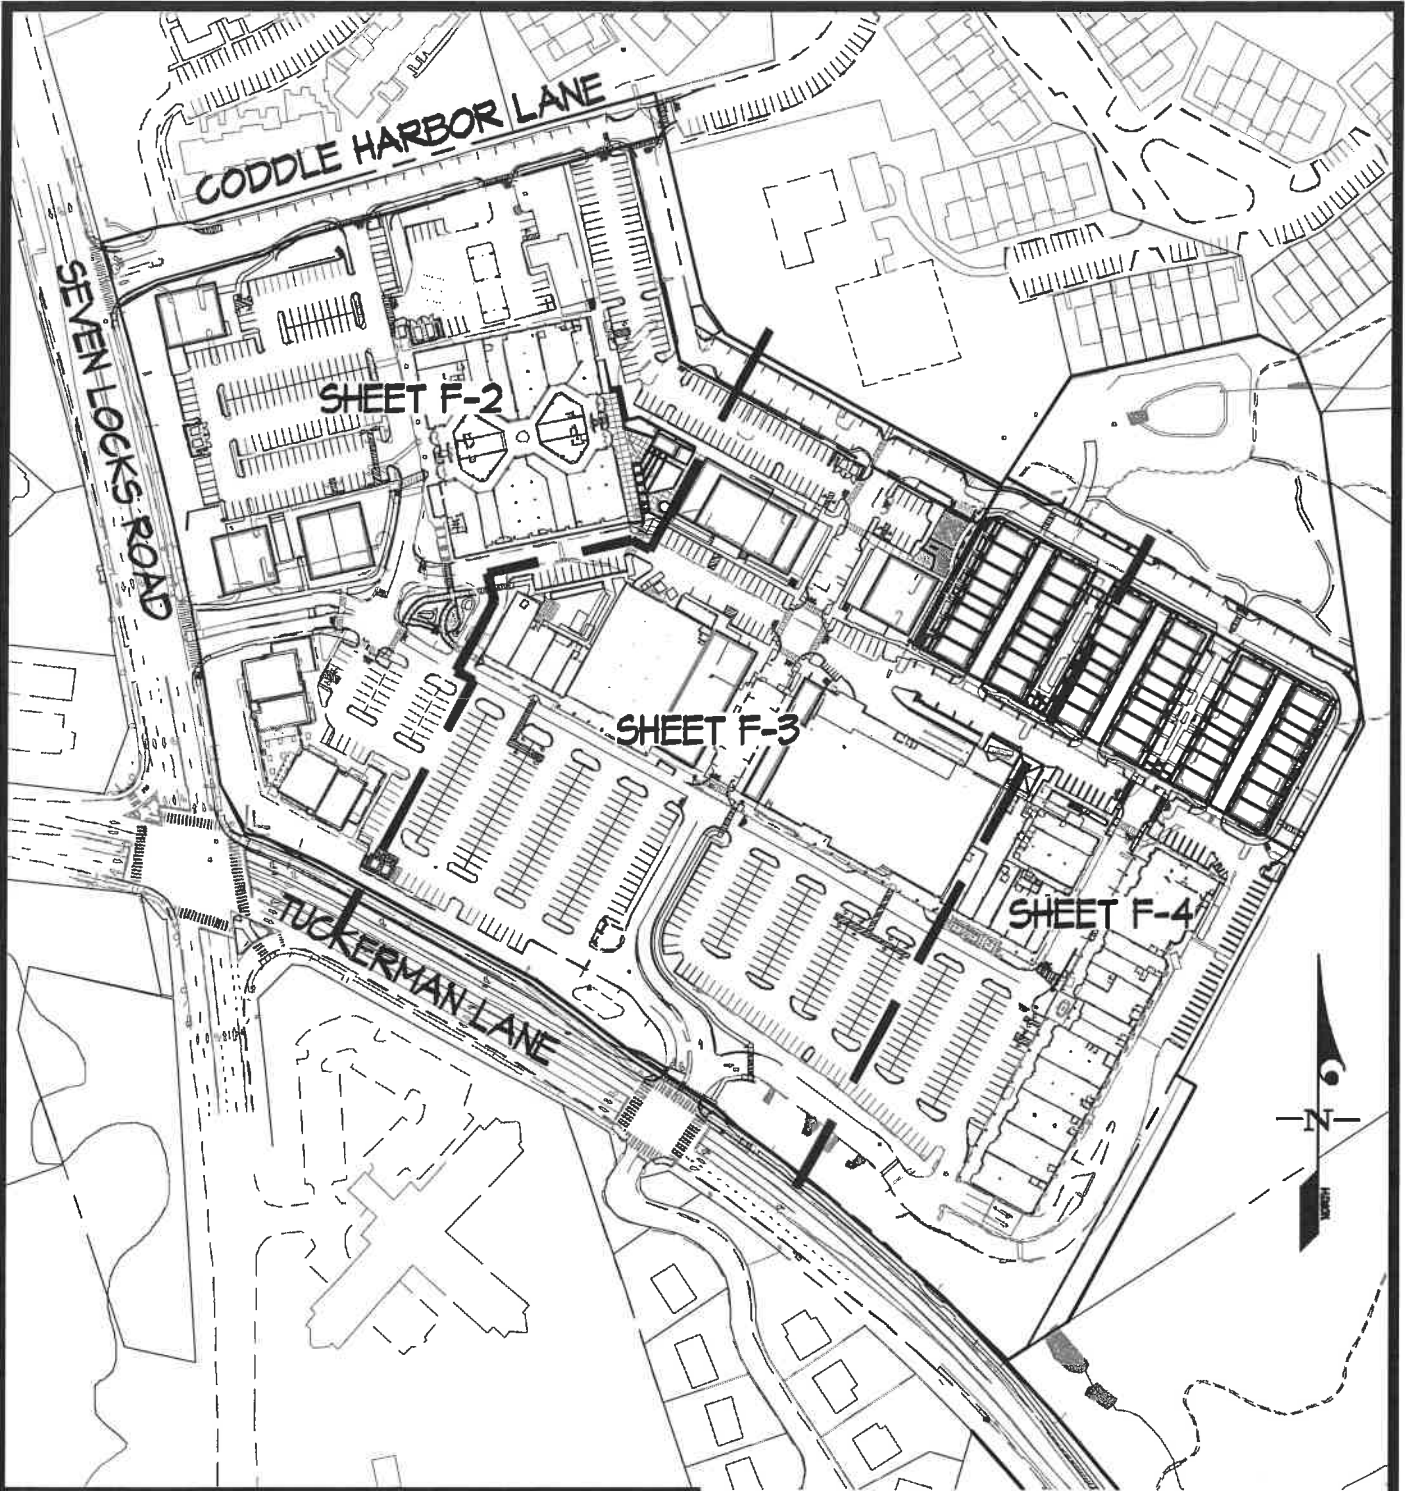 CODDLE HARBOR LANE
SEVEN LOCKS ROAD
SHEET F-2
SHEET F-3
SHEET F-4
TUCKERMAN LANE
N